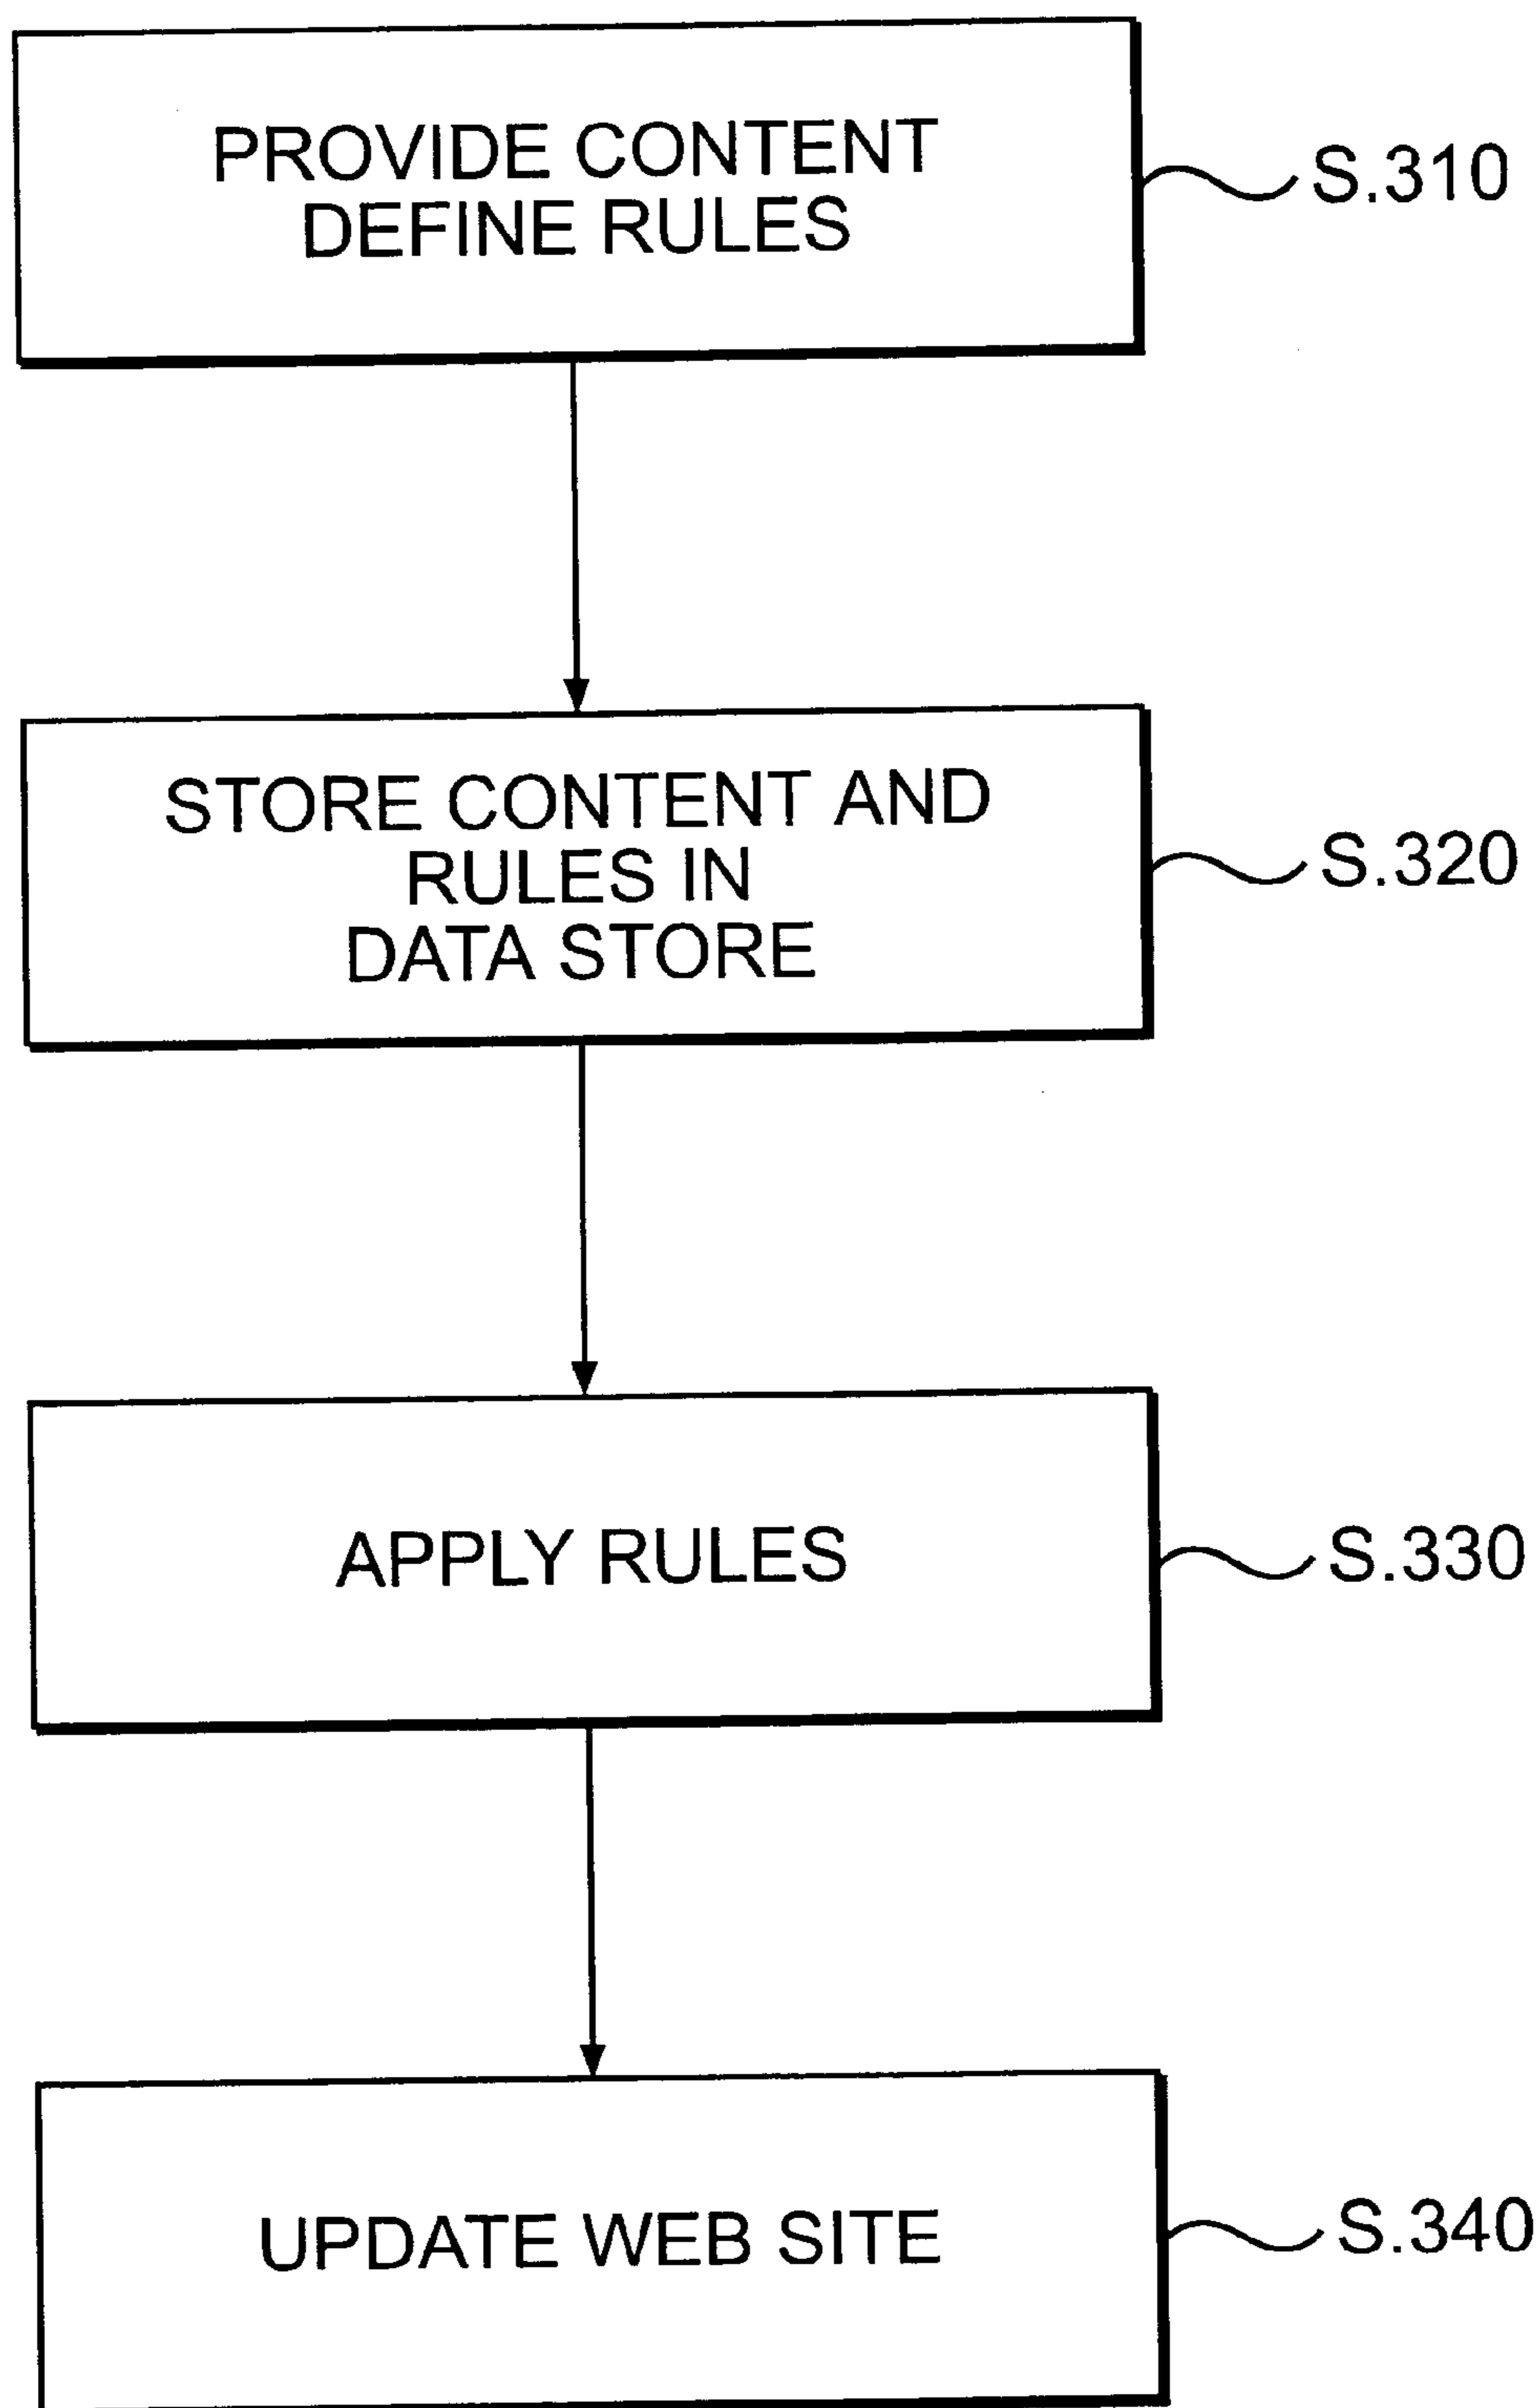 PROVIDE CONTENT
DEFINE RULES
S.310
STORE CONTENT AND
RULES IN
DATA STORE
S.320
APPLY RULES
S.330
UPDATE WEB SITE
S.340